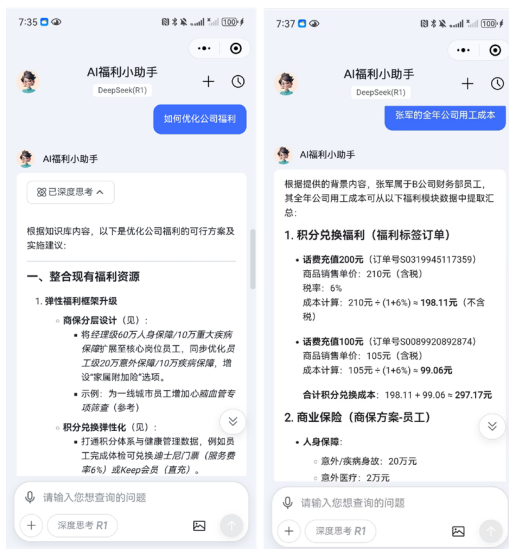 7:35
100
AI福利小助手
DeepSeek(R1)
如何优化公司福利
AI福利小助手
已深度思考
根据知识库内容，以下是优化公司福利的可行方案及
实施建议：
一、整合现有福利资源
1. 弹性福利框架升级
商保分层设计（见）：
将经理级60万人身保障/10万重大疾病
保障扩展至核心岗位员工，同步优化员
工级20万意外保障/10万疾病保障，增
设"家属附加险"选项。
示例：为一线城市员工增加心脑血管专
项筛查（参考）
积分兑换弹性化（见）：
打通积分体系与健康管理数据，例如员
工完成体检可兑换迪士尼门票（服务费
率6%）或Keep会员（直充）。
请输入您想查询的问题
深度思考 R1
7:37
100
AI福利小助手
DeepSeek(R1)
张军的全年公司用工成本
AI福利小助手
根据提供的背景内容，张军属于B公司财务部员工，
其全年公司用工成本可从以下福利模块数据中提取汇
总：
1. 积分兑换福利（福利标签订单）
话费充值200元（订单号S0319945117359）
商品销售单价：210元（含税）
税率：6%
成本计算：210元÷(1+6%) ≈ 198.11元（不含
税）
话费充值100元（订单号S0089920892874）
商品销售单价：105元（含税）
成本计算：105元÷(1+6%) ≈ 99.06元
合计积分兑换成本：198.11 + 99.06 ≈ 297.17元
2. 商业保险（商保方案-员工）
人身保障：
意外/疾病身故：20万元
意外医疗：2万元
请输入您想查询的问题
深度思考 R1